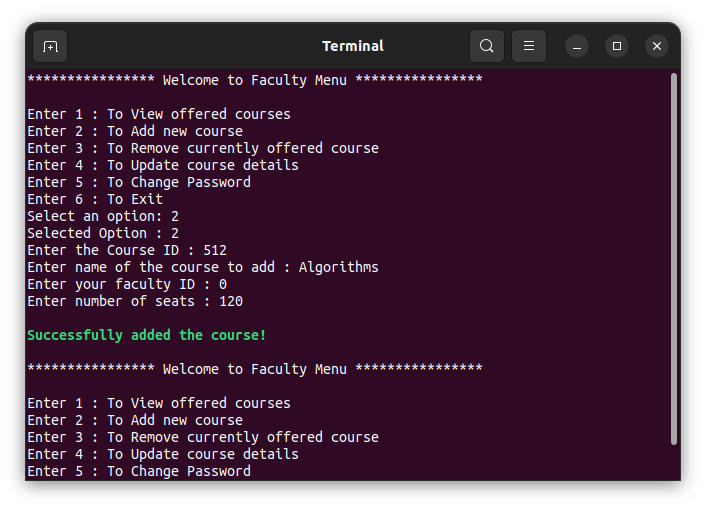 Terminal
**************** Welcome to Faculty Menu ****************
Enter 1 : To View offered courses
Enter 2 : To Add new course
Enter 3 : To Remove currently offered course
Enter 4 : To Update course details
Enter 5 : To Change Password
Enter 6 : To Exit
Select an option: 2
Selected Option : 2
Enter the Course ID : 512
Enter name of the course to add : Algorithms
Enter your faculty ID : 0
Enter number of seats : 120
Successfully added the course!
**************** Welcome to Faculty Menu ****************
Enter 1 : To View offered courses
Enter 2 : To Add new course
Enter 3 : To Remove currently offered course
Enter 4 : To Update course details
Enter 5 : To Change Password